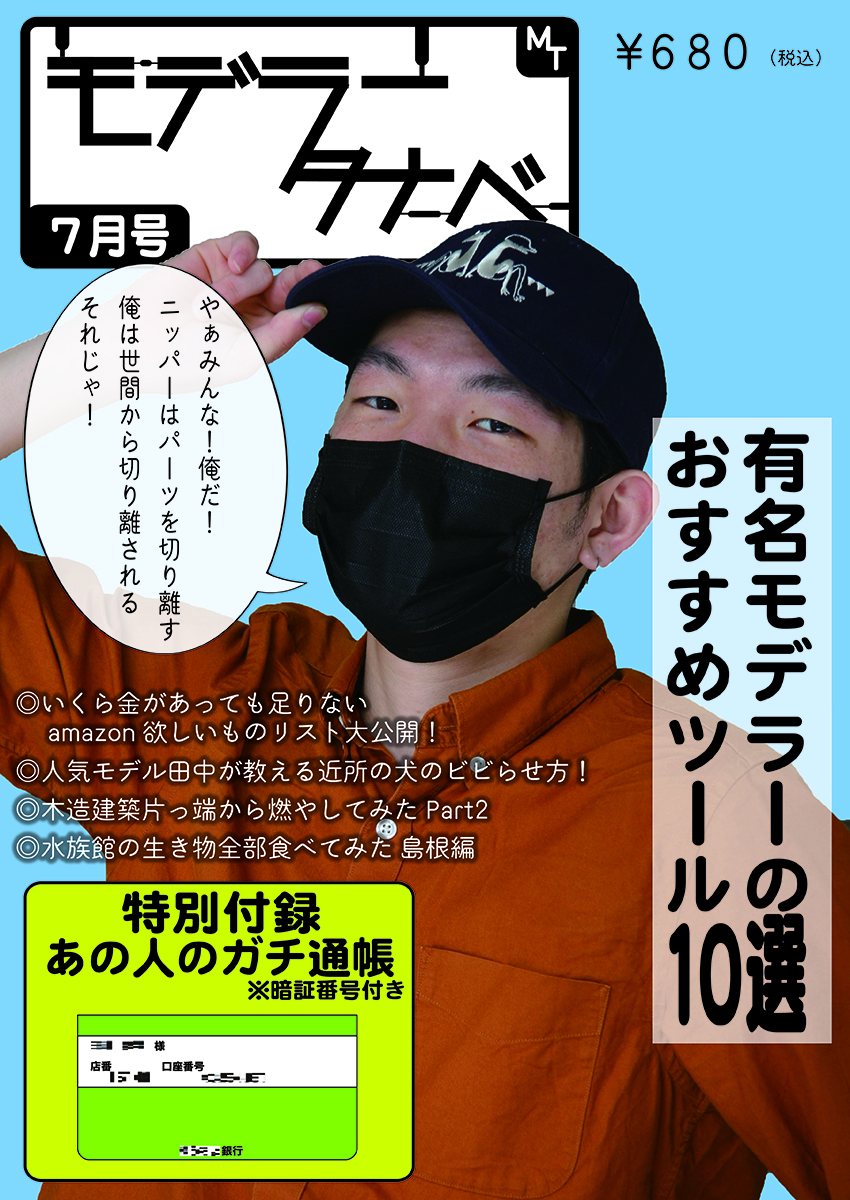 モデラー
タナベ
MT
7月号
¥680(税込)
やぁみんな！俺だ！
ニッパーはパーツを切り離す
俺は世間から切り離される
それじゃ！
有名モデラーの選
おすすめツール10
◎いくら金があっても足りない
amazon欲しいものリスト大公開！
◎人気モデル田中が教える近所の犬のビビらせ方！
◎木造建築片っ端から燃やしてみた Part2
◎水族館の生き物全部食べてみた 島根編
特別付録
あの人のガチ通帳
※暗証番号付き
様
店番 口座番号
銀行